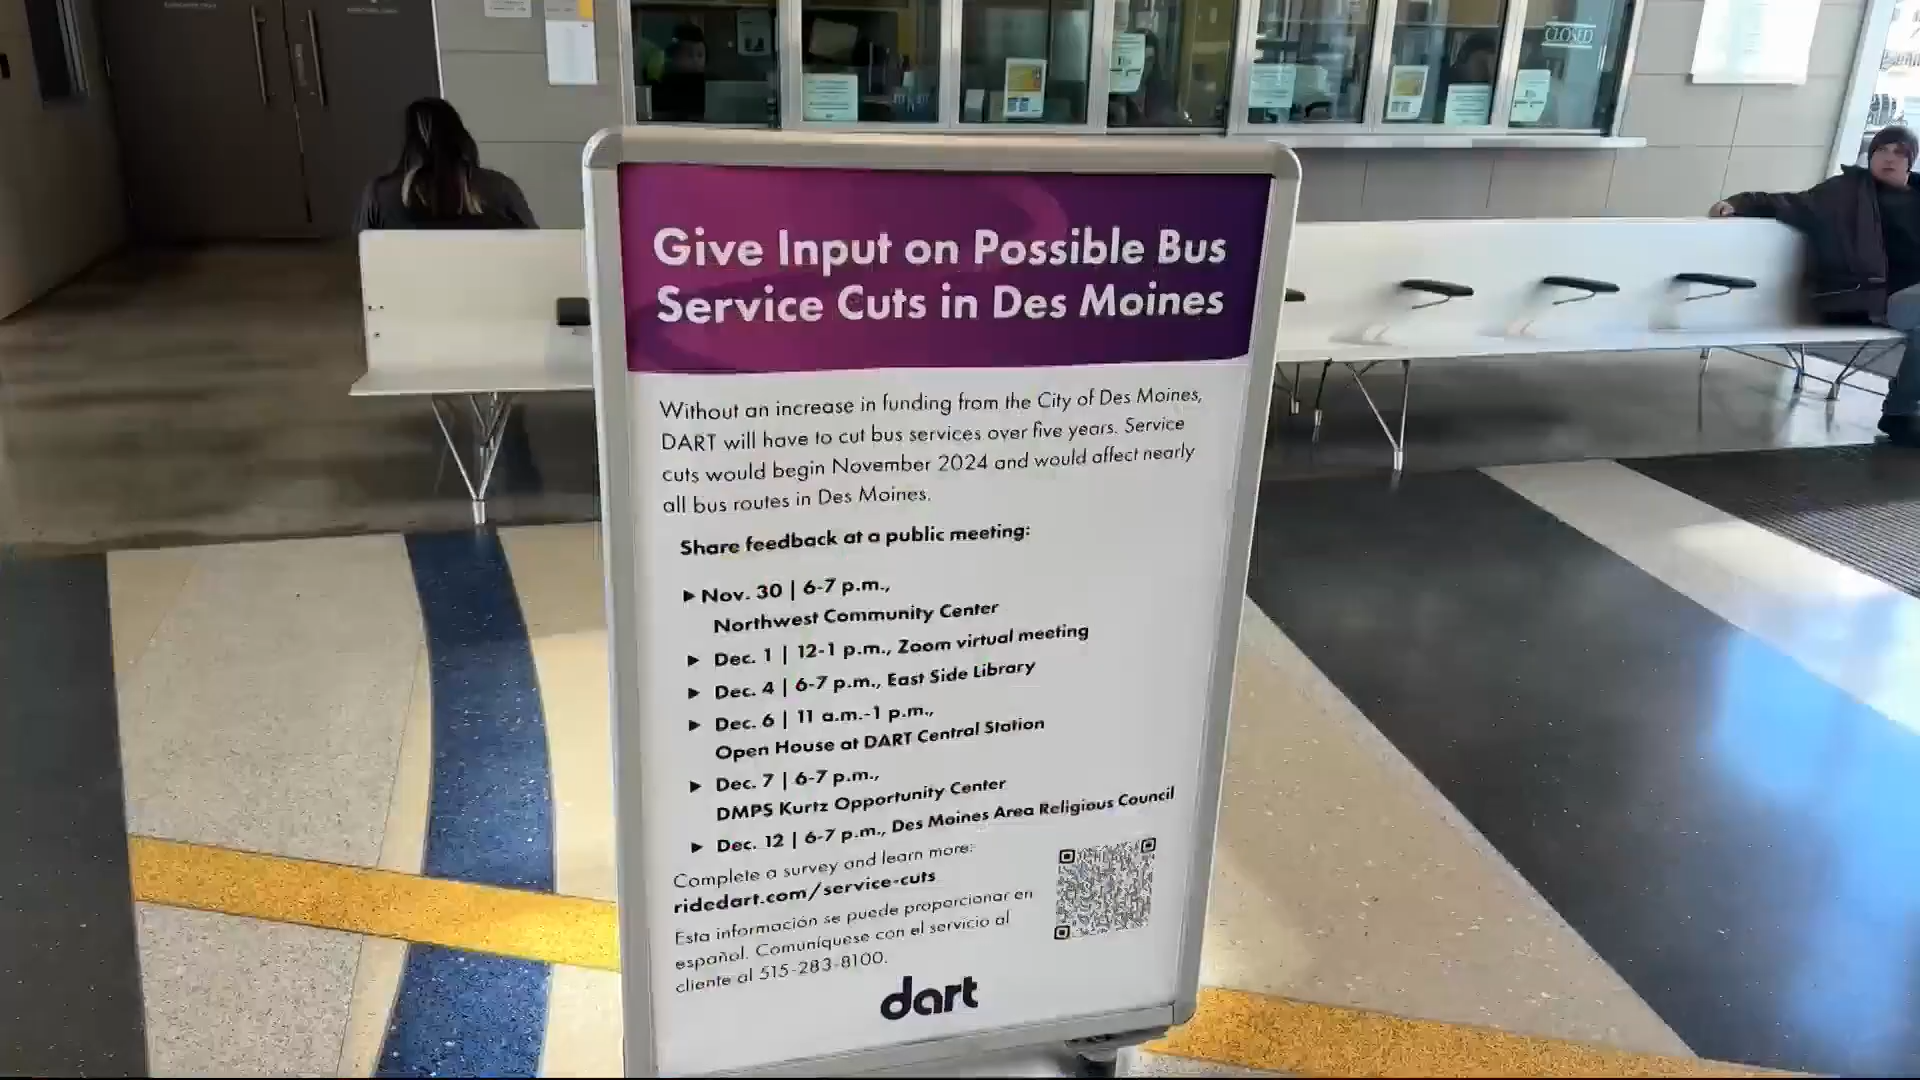 CLOSED
Give Input on Possible Bus
Service Cuts in Des Moines
Without an increase in funding from the City of Des Moines,
DART will have to cut bus services over five years. Service
cuts would begin November 2024 and would affect nearly
all bus routes in Des Moines.
Share feedback at a public meeting:
▶ Nov. 30 | 6-7 p.m.,
Northwest Community Center
▶ Dec. 1 | 12-1 p.m., Zoom virtual meeting
▶ Dec. 4 | 6-7 p.m., East Side Library
▶ Dec. 6 | 11 a.m.-1 p.m.,
Open House at DART Central Station
▶ Dec. 7 | 6-7 p.m.,
DMPS Kurtz Opportunity Center
▶ Dec. 12 | 6-7 p.m., Des Moines Area Religious Council
Complete a survey and learn more:
ridedart.com/service-cuts
Esta información se puede proporcionar en
español. Comuníquese con el servicio al
cliente al 515-283-8100.
dart